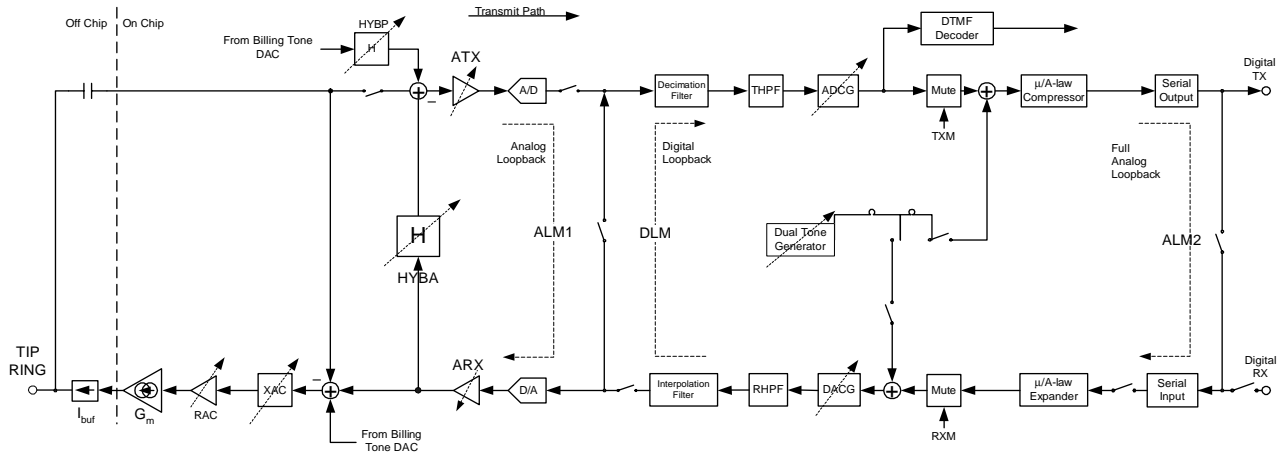 Off Chip
On Chip
Transmit Path
HYBP
H
From Billing Tone
DAC
ATX
+
–
A/D
Decimation
Filter
THPF
ADCG
DTMF
Decoder
Mute
TXM
+
µ/A-law
Compressor
Serial
Output
Digital
TX
Analog
Loopback
Digital
Loopback
Full
Analog
Loopback
H
HYBA
ALM1
DLM
Dual Tone
Generator
ALM2
TIP
RING
Ibuf
Gm
RAC
XAC
–
+
From Billing
Tone DAC
ARX
D/A
Interpolation
Filter
RHPF
DACG
+
Mute
RXM
µ/A-law
Expander
Serial
Input
Digital
RX